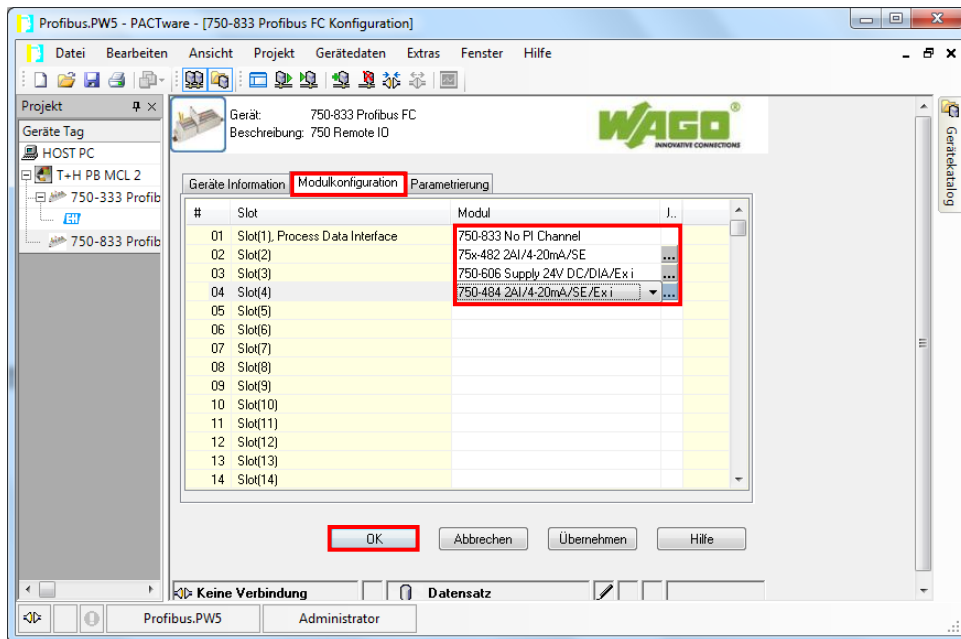 Profibus.PW5 - PACTware - [750-833 Profibus FC Konfiguration]
Datei Bearbeiten Ansicht Projekt Gerätedaten Extras Fenster Hilfe
Projekt
Geräte Tag
HOST PC
T+H PB MCL 2
750-333 Profib
EH
750-833 Profib
Gerät: 750-833 Profibus FC
Beschreibung: 750 Remote IO
WAGO
INNOVATIVE CONNECTIONS
Gerätekatalog
Geräte Information Modulkonfiguration Parametrierung
# Slot Modul J..
01 Slot(1), Process Data Interface 750-833 No PI Channel
02 Slot(2) 75x-482 2AI/4-20mA/SE ...
03 Slot(3) 750-606 Supply 24V DC/DIA/Ex i ...
04 Slot(4) 750-484 2AI/4-20mA/SE/Ex i ...
05 Slot(5)
06 Slot(6)
07 Slot(7)
08 Slot(8)
09 Slot(9)
10 Slot(10)
11 Slot(11)
12 Slot(12)
13 Slot(13)
14 Slot(14)
OK Abbrechen Übernehmen Hilfe
Keine Verbindung Datensatz
Profibus.PW5 Administrator